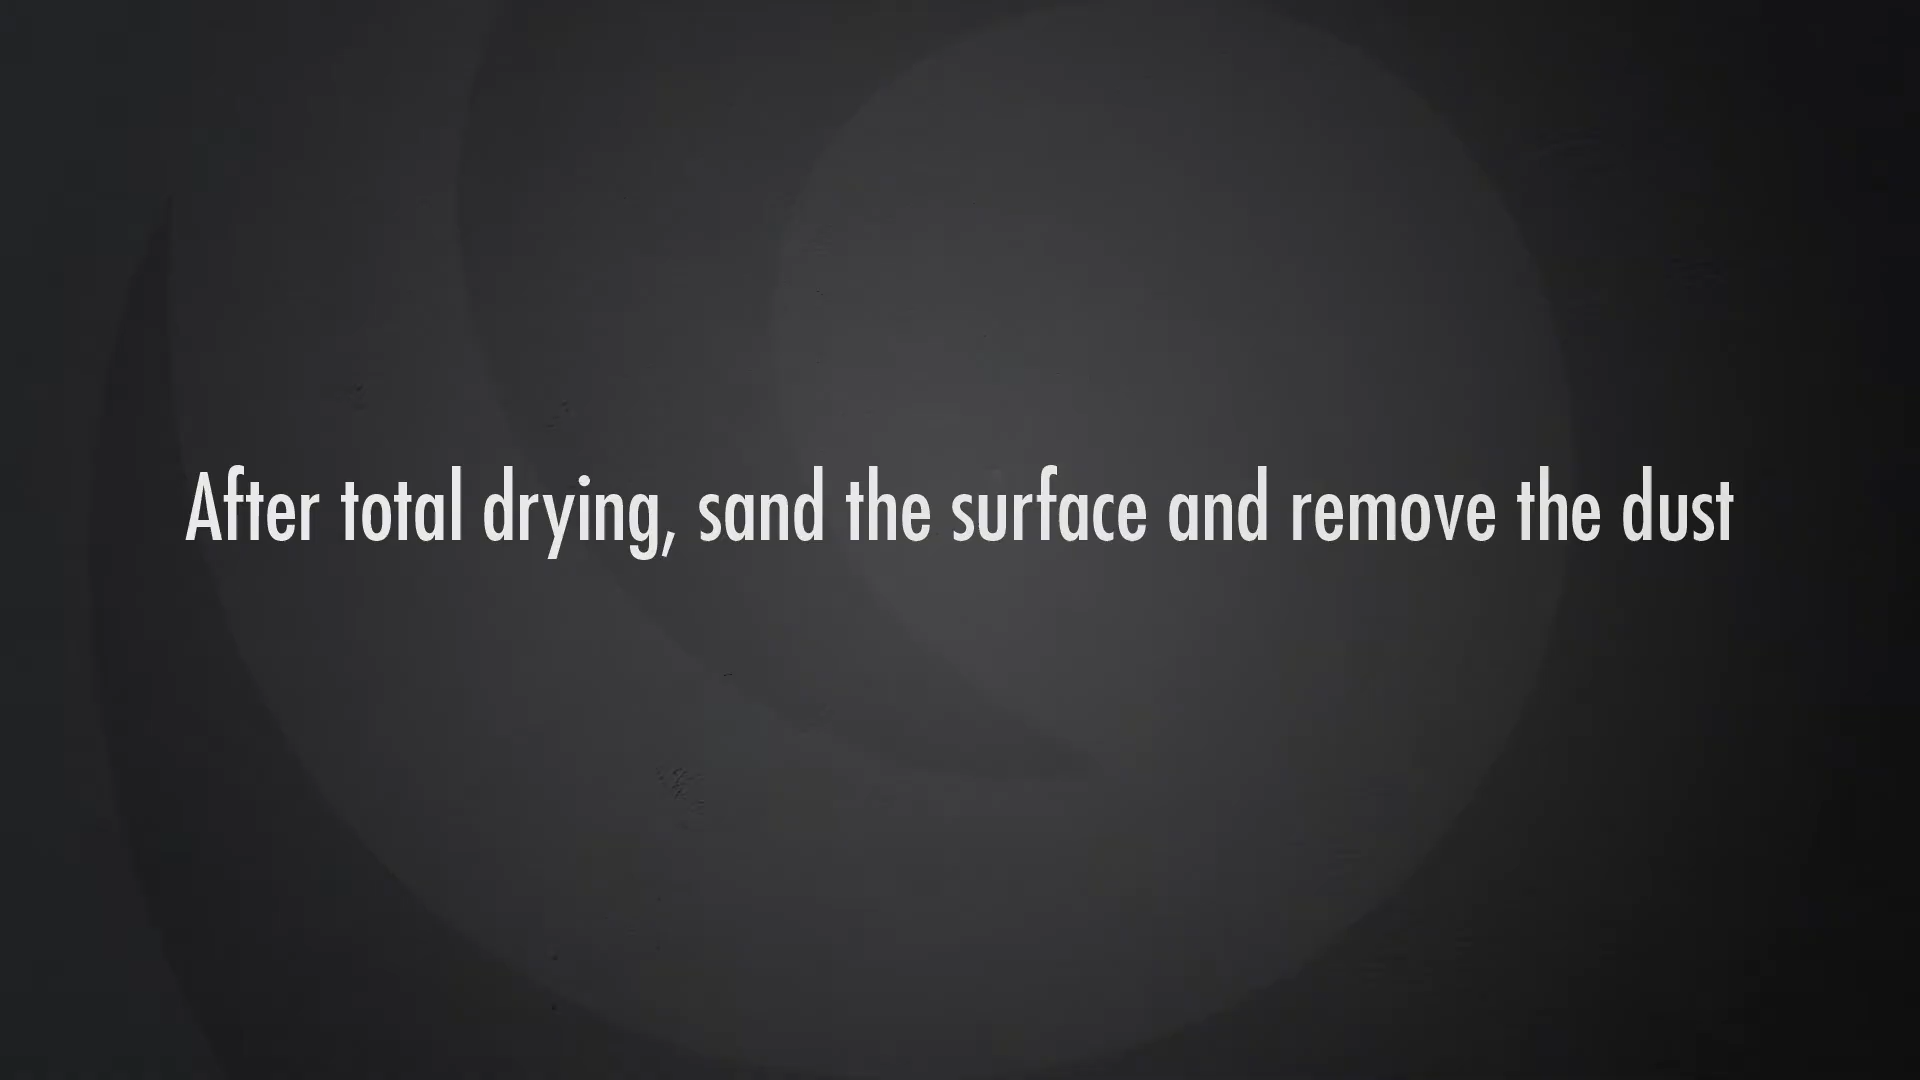 After total drying, sand the surface and remove the dust